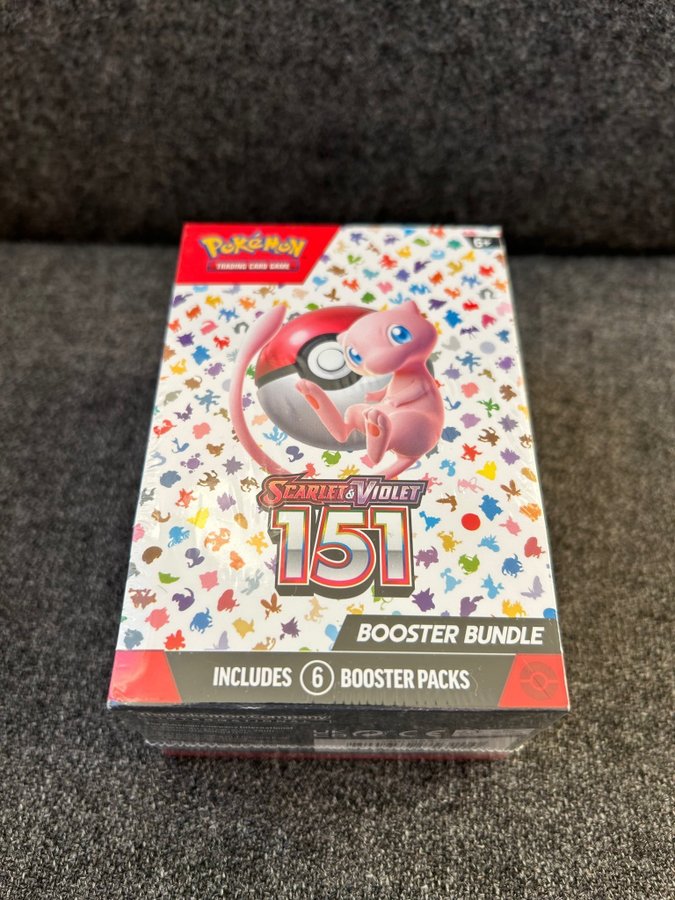 POKéMON
TRADING CARD GAME
6+
SCARLET & VIOLET
151
BOOSTER BUNDLE
INCLUDES 6 BOOSTER PACKS